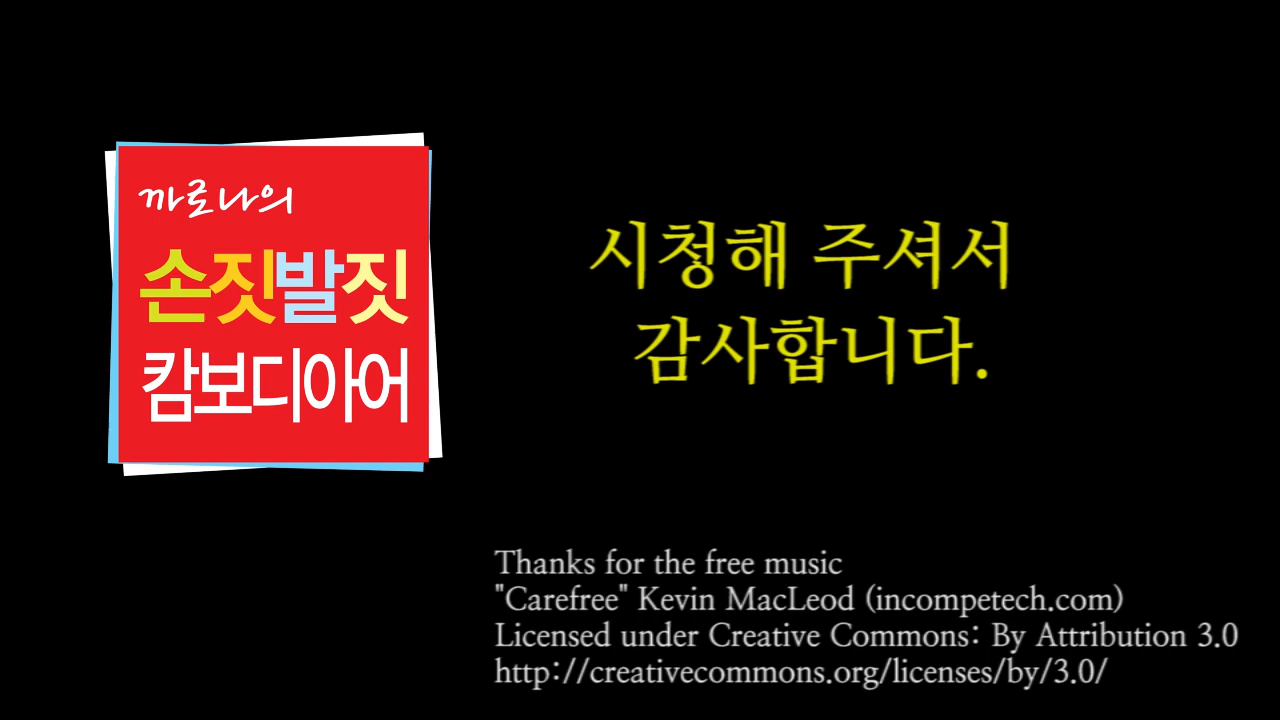 까로나의
손짓발짓
캄보디아어
시청해 주셔서
감사합니다.
Thanks for the free music
"Carefree" Kevin MacLeod (incompetech.com)
Licensed under Creative Commons: By Attribution 3.0
http://creativecommons.org/licenses/by/3.0/